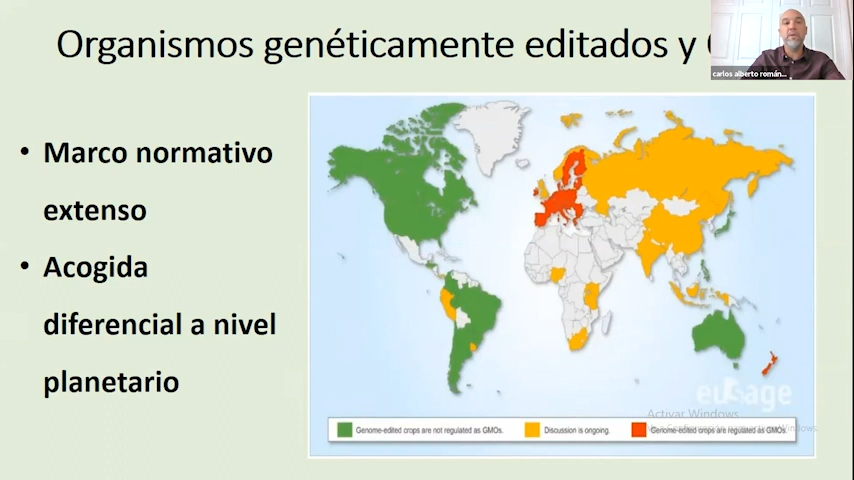 Organismos genéticamente editados y
carlos alberto román...
• Marco normativo
extenso
• Acogida
diferencial a nivel
planetario
eusage
Activar Windows
Genome-edited crops are not regulated as GMOs.
Discussion is ongoing.
Genome-edited crops are regulated as GMOs.